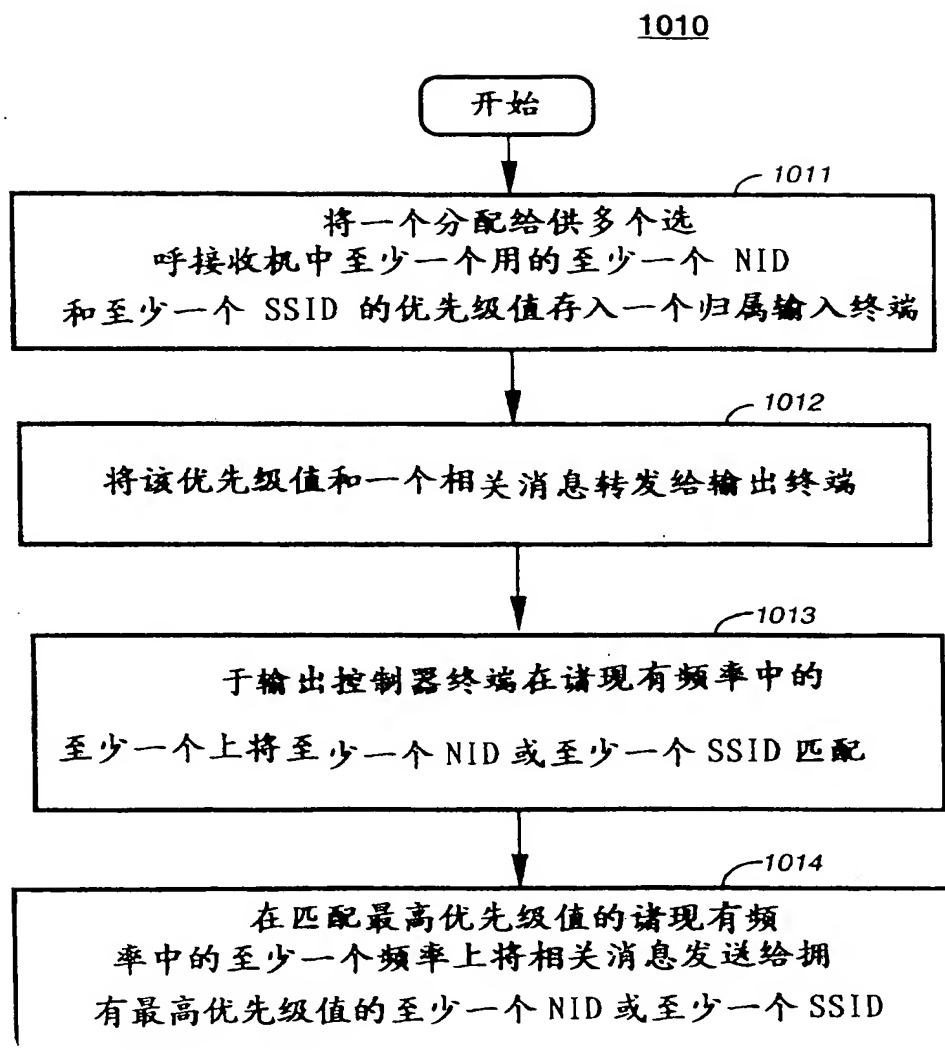 1010
开始
1011
将一个分配给供多个选
呼接收机中至少一个用的至少一个 NID
和至少一个 SSID 的优先级值存入一个归属输入终端
1012
将该优先级值和一个相关消息转发给输出终端
1013
于输出控制器终端在诸现有频率中的
至少一个上将至少一个 NID 或至少一个 SSID 匹配
1014
在匹配最高优先级值的诸现有频
率中的至少一个频率上将相关消息发送给拥
有最高优先级值的至少一个 NID 或至少一个 SSID